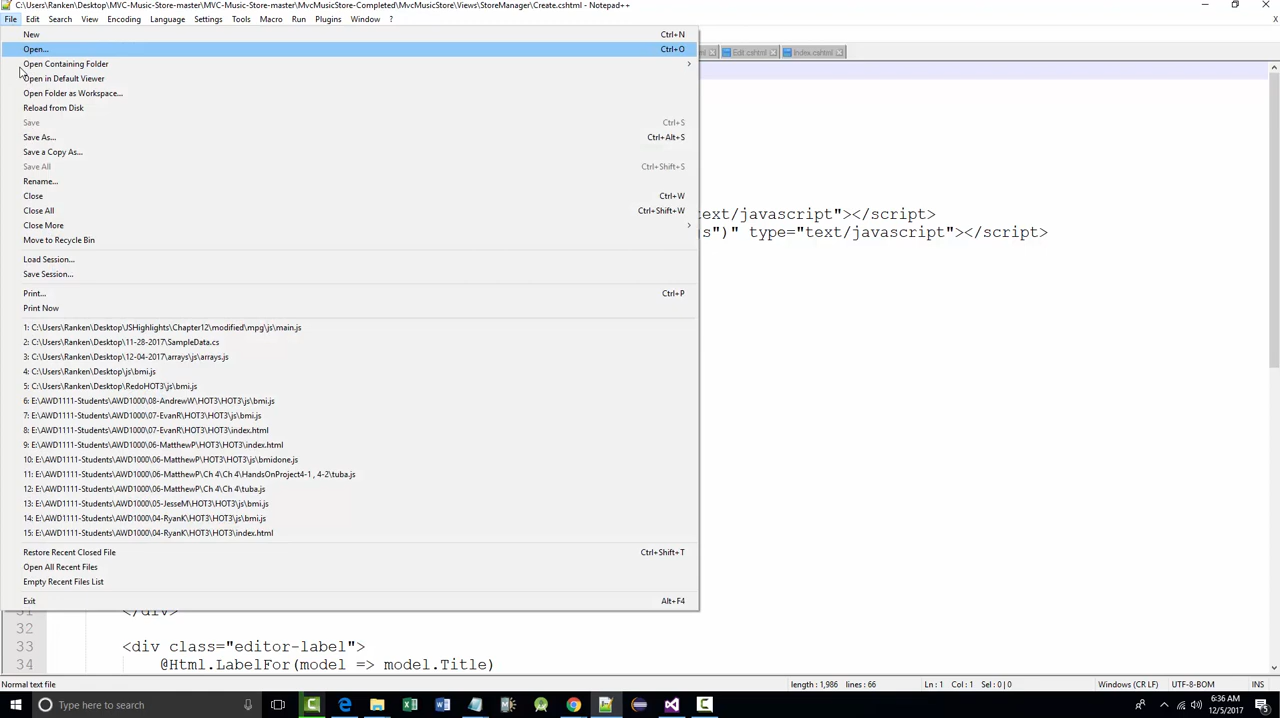 C:\Users\Ranken\Desktop\MVC-Music-Store-master\MVC-Music-Store-master\MvcMusicStore-Completed\MvcMusicStore\Views\StoreManager\Create.cshtml - Notepad++
File Edit Search View Encoding Language Settings Tools Macro Run Plugins Window ? X
New Ctrl+N
Open... Ctrl+O
Edit.cshtml Index.cshtml
Open Containing Folder
Open in Default Viewer
Open Folder as Workspace...
Reload from Disk
Save Ctrl+S
Save As... Ctrl+Alt+S
Save a Copy As...
Save All Ctrl+Shift+S
Rename...
Close Ctrl+W
Close All Ctrl+Shift+W
text/javascript"></script>
Close More
s")" type="text/javascript"></script>
Move to Recycle Bin
Load Session...
Save Session...
Print... Ctrl+P
Print Now
1: C:\Users\Ranken\Desktop\JSHighlights\Chapter12\modified\mpg\js\main.js
2: C:\Users\Ranken\Desktop\11-28-2017\SampleData.cs
3: C:\Users\Ranken\Desktop\12-04-2017\arrays\js\arrays.js
4: C:\Users\Ranken\Desktop\js\bmi.js
5: C:\Users\Ranken\Desktop\RedoHOT3\js\bmi.js
6: E:\AWD1111-Students\AWD1000\08-AndrewW\HOT3\HOT3\js\bmi.js
7: E:\AWD1111-Students\AWD1000\07-EvanR\HOT3\HOT3\js\bmi.js
8: E:\AWD1111-Students\AWD1000\07-EvanR\HOT3\HOT3\index.html
9: E:\AWD1111-Students\AWD1000\06-MatthewP\HOT3\HOT3\index.html
10: E:\AWD1111-Students\AWD1000\06-MatthewP\HOT3\HOT3\js\bmidone.js
11: E:\AWD1111-Students\AWD1000\06-MatthewP\Ch 4\Ch 4\HandsOnProject4-1 , 4-2\tuba.js
12: E:\AWD1111-Students\AWD1000\06-MatthewP\Ch 4\Ch 4\tuba.js
13: E:\AWD1111-Students\AWD1000\05-JesseM\HOT3\HOT3\js\bmi.js
14: E:\AWD1111-Students\AWD1000\04-RyanK\HOT3\HOT3\js\bmi.js
15: E:\AWD1111-Students\AWD1000\04-RyanK\HOT3\HOT3\index.html
Restore Recent Closed File Ctrl+Shift+T
Open All Recent Files
Empty Recent Files List
Exit Alt+F4
31 </div>
32
33 <div class="editor-label">
34 @Html.LabelFor(model => model.Title)
Normal text file length : 1,986 lines : 66 Ln : 1 Col : 1 Sel : 0 | 0 Windows (CR LF) UTF-8-BOM INS
Type here to search
6:36 AM
12/5/2017